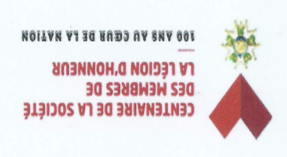 CENTENAIRE DE LA SOCIÉTÉ
DES MEMBRES DE
LA LÉGION D'HONNEUR
100 ANS AU CŒUR DE LA NATION